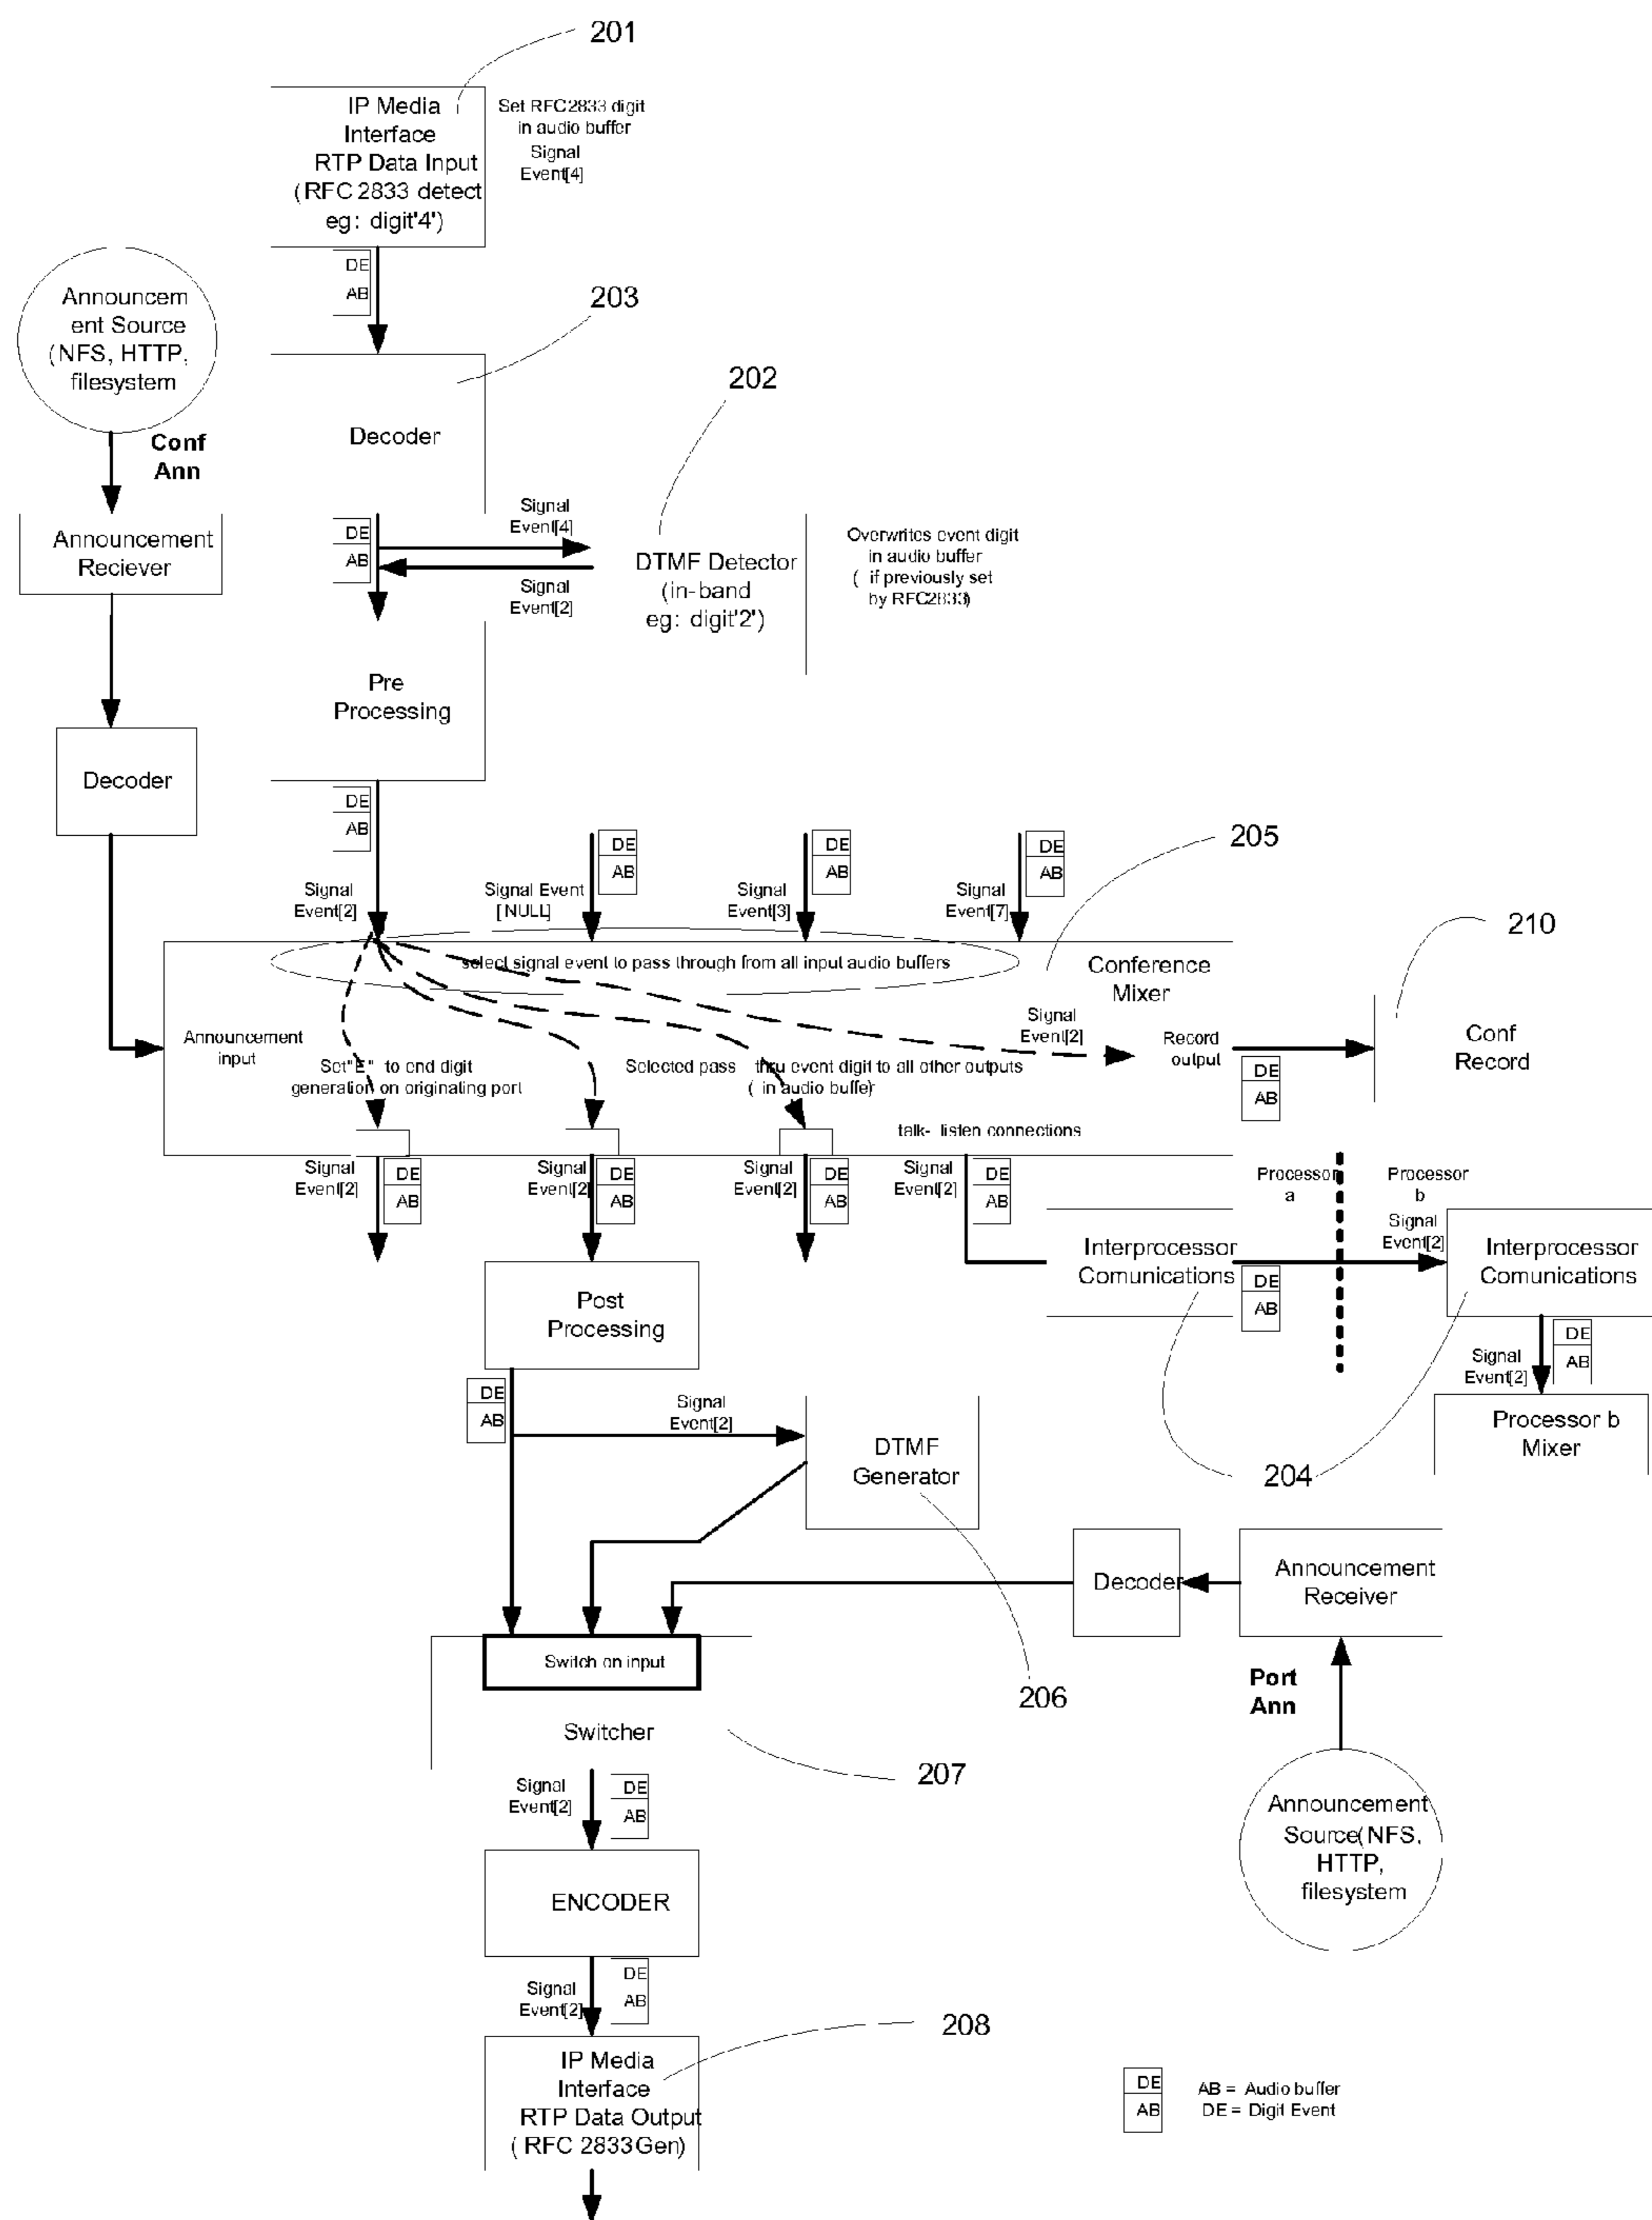 201
IP Media
Interface
RTP Data Input
(RFC 2833 detect
eg: digit'4')
Set RFC2833 digit
in audio buffer
Signal
Event[4]
DE
AB
Announcem
ent Source
(NFS, HTTP,
filesystem
203
202
Decoder
Conf
Ann
Signal
Event[4]
DE
AB
Announcement
Reciever
DTMF Detector
(in-band
eg: digit'2')
Overwrites event digit
in audio buffer
( if previously set
by RFC2833)
Signal
Event[2]
Pre
Processing
Decoder
DE
AB
DE
AB
DE
AB
DE
AB
205
Signal
Event[2]
Signal Event
[NULL]
Signal
Event[3]
Signal
Event[7]
210
select signal event to pass through from all input audio buffers
Conference
Mixer
Signal
Event[2]
Announcement
input
Record
output
Conf
Record
Set"E" to end digit
generation on originating port
Selected pass thru event digit to all other outputs
( in audio buffer)
DE
AB
talk- listen connections
Signal
Event[2]
DE
AB
Signal
Event[2]
DE
AB
Signal
Event[2]
DE
AB
Signal
Event[2]
DE
AB
Processor
a
Processor
b
Signal
Event[2]
Interprocessor
Comunications
DE
AB
Interprocessor
Comunications
Post
Processing
DE
AB
Signal
Event[2]
DE
AB
Signal
Event[2]
Processor b
Mixer
DTMF
Generator
204
Decoder
Announcement
Receiver
Switch on input
206
Port
Ann
Switcher
207
Signal
Event[2]
DE
AB
Announcement
Source(NFS,
HTTP,
filesystem
ENCODER
Signal
Event[2]
DE
AB
208
IP Media
Interface
RTP Data Output
( RFC 2833 Gen)
DE
AB
AB = Audio buffer
DE = Digit Event